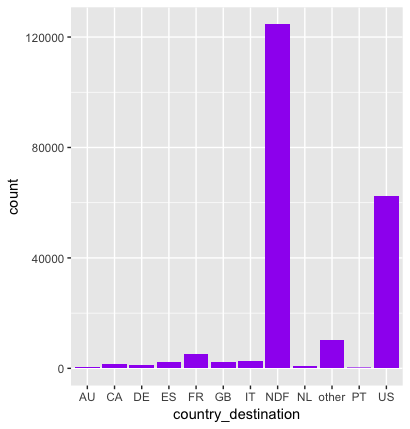 120000
80000
40000
0
count
AU CA DE ES FR GB IT NDF NL other PT US
country_destination